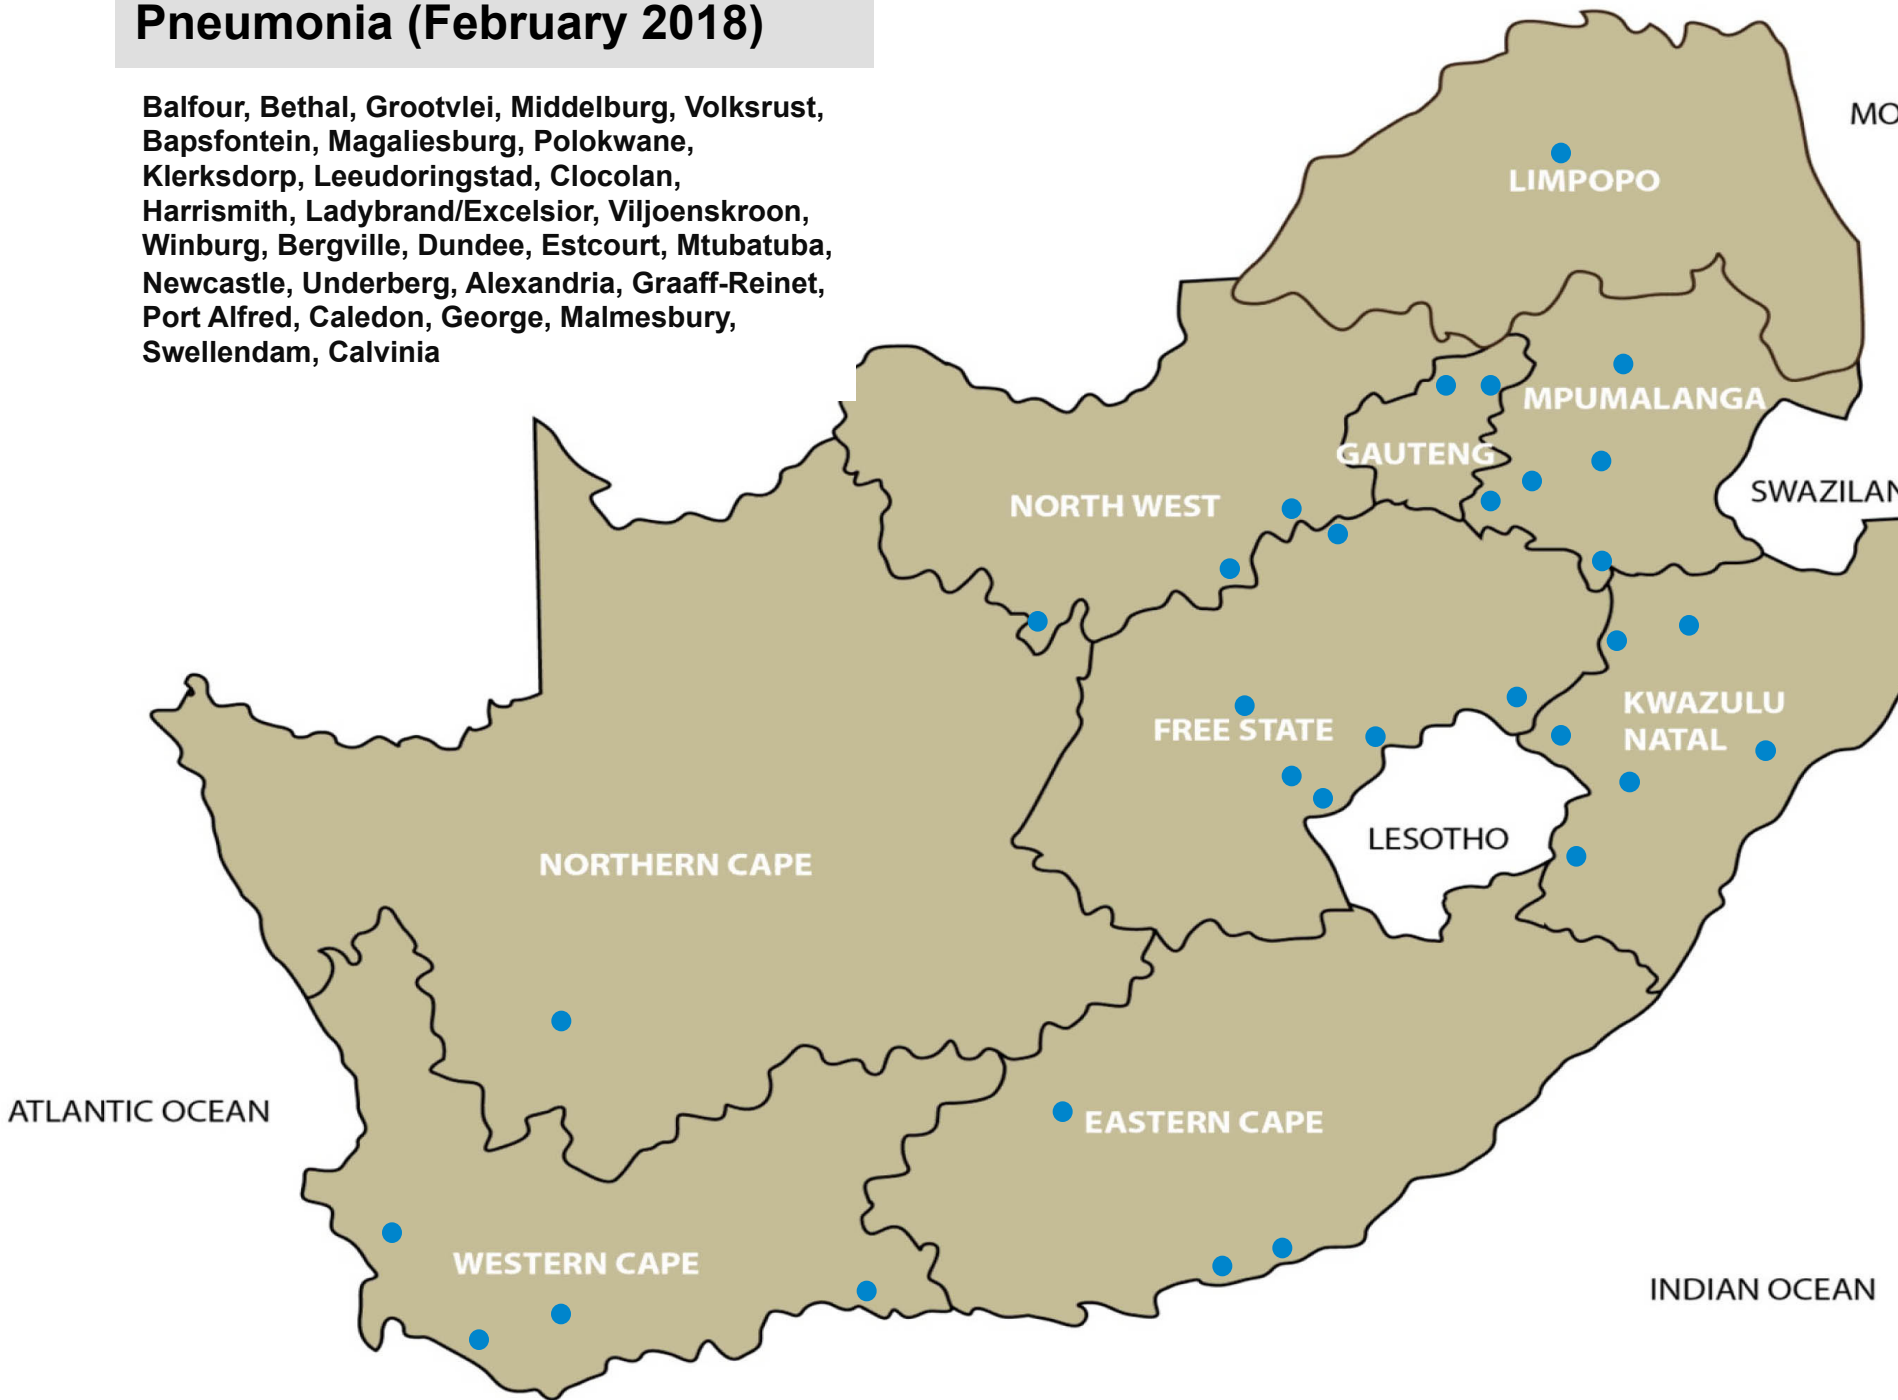 Pneumonia (February 2018)
Balfour, Bethal, Grootvlei, Middelburg, Volksrust,
Bapsfontein, Magaliesburg, Polokwane,
Klerksdorp, Leeudoringstad, Clocolan,
Harrismith, Ladybrand/Excelsior, Viljoenskroon,
Winburg, Bergville, Dundee, Estcourt, Mtubatuba,
Newcastle, Underberg, Alexandria, Graaff-Reinet,
Port Alfred, Caledon, George, Malmesbury,
Swellendam, Calvinia
MO
LIMPOPO
MPUMALANGA
GAUTENG
SWAZILAN
NORTH WEST
KWAZULU
NATAL
FREE STATE
LESOTHO
NORTHERN CAPE
ATLANTIC OCEAN
EASTERN CAPE
WESTERN CAPE
INDIAN OCEAN